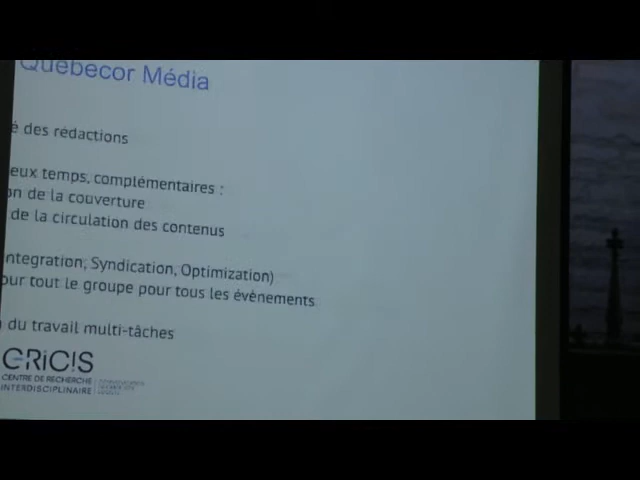 Québecor Média
é des rédactions
eux temps, complémentaires :
on de la couverture
de la circulation des contenus
ntegration, Syndication, Optimization)
our tout le groupe pour tous les événements
du travail multi-tâches
CRiCIS
CENTRE DE RECHERCHE
INTERDISCIPLINAIRE